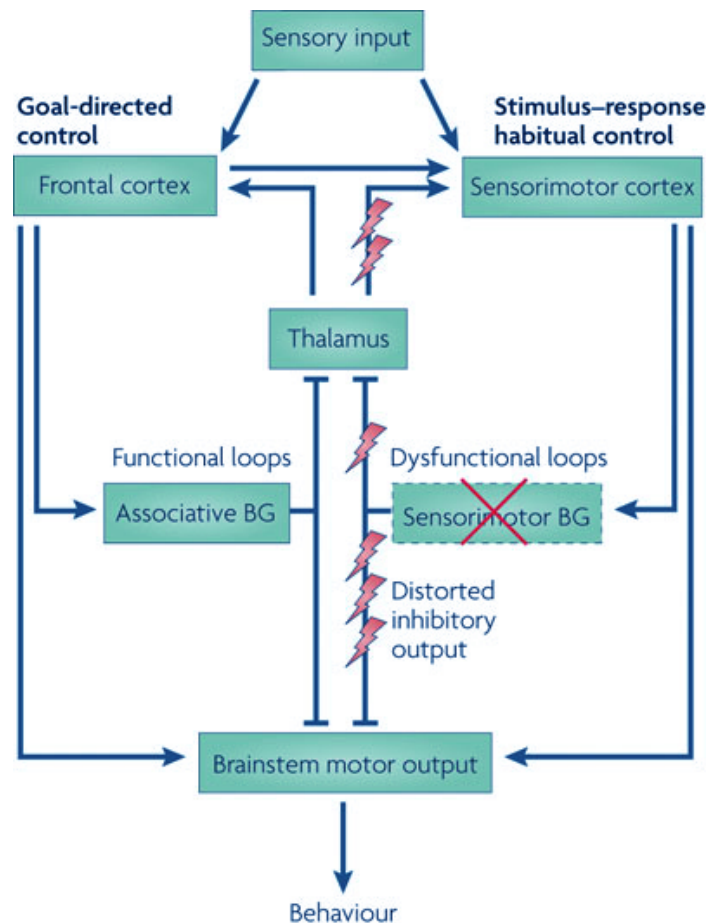 Sensory input
Goal-directed
control
Stimulus–response
habitual control
Frontal cortex
Sensorimotor cortex
Thalamus
Functional loops
Dysfunctional loops
Associative BG
Sensorimotor BG
Distorted
inhibitory
output
Brainstem motor output
Behaviour